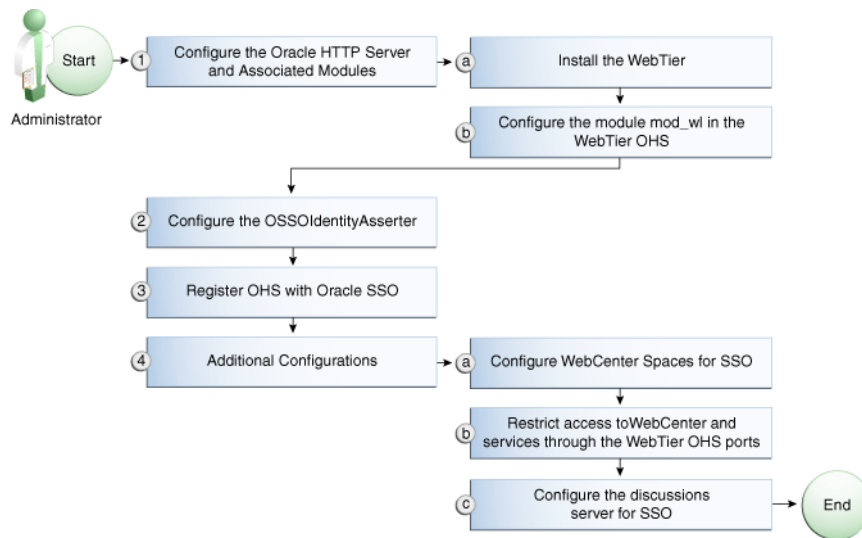 Start
Administrator
1
Configure the Oracle HTTP Server
and Associated Modules
a
Install the WebTier
b
Configure the module mod_wl in the
WebTier OHS
2
Configure the OSSOIdentityAsserter
3
Register OHS with Oracle SSO
4
Additional Configurations
a
Configure WebCenter Spaces for SSO
b
Restrict access toWebCenter and
services through the WebTier OHS ports
c
Configure the discussions
server for SSO
End